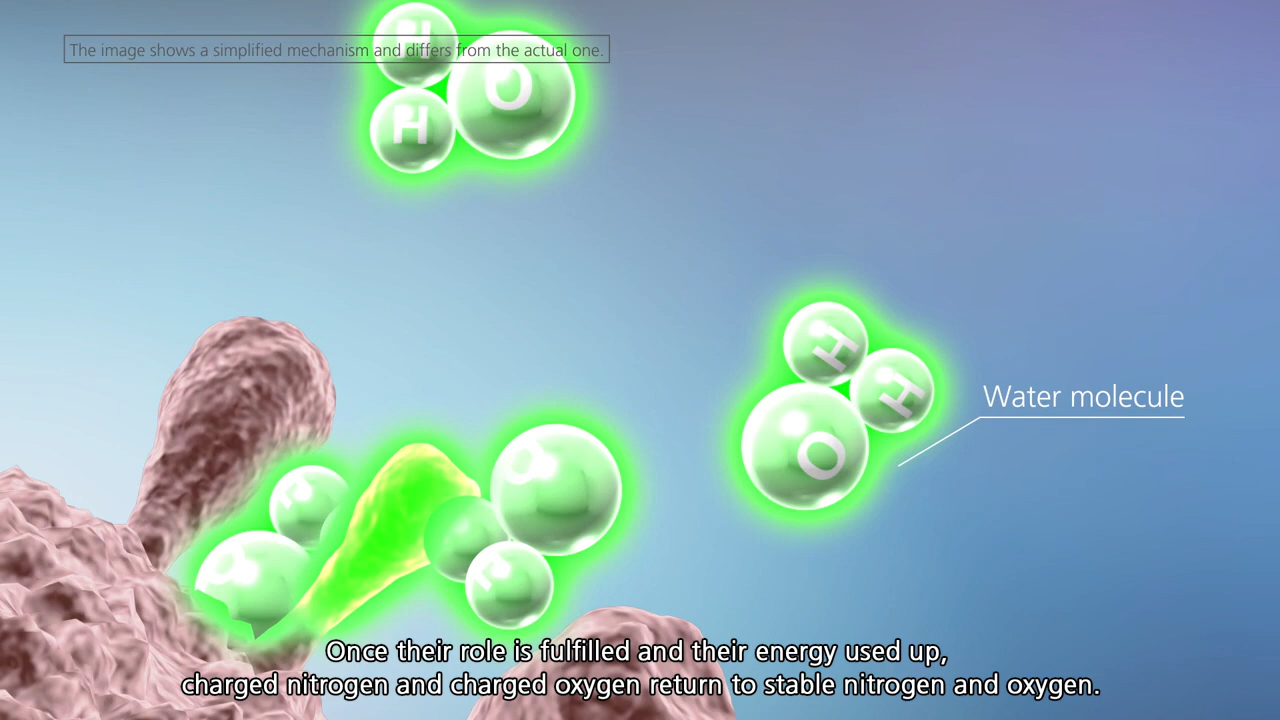 The image shows a simplified mechanism and differs from the actual one.
H
O
H
H
H
O
Water molecule
O
O
Once their role is fulfilled and their energy used up,
charged nitrogen and charged oxygen return to stable nitrogen and oxygen.